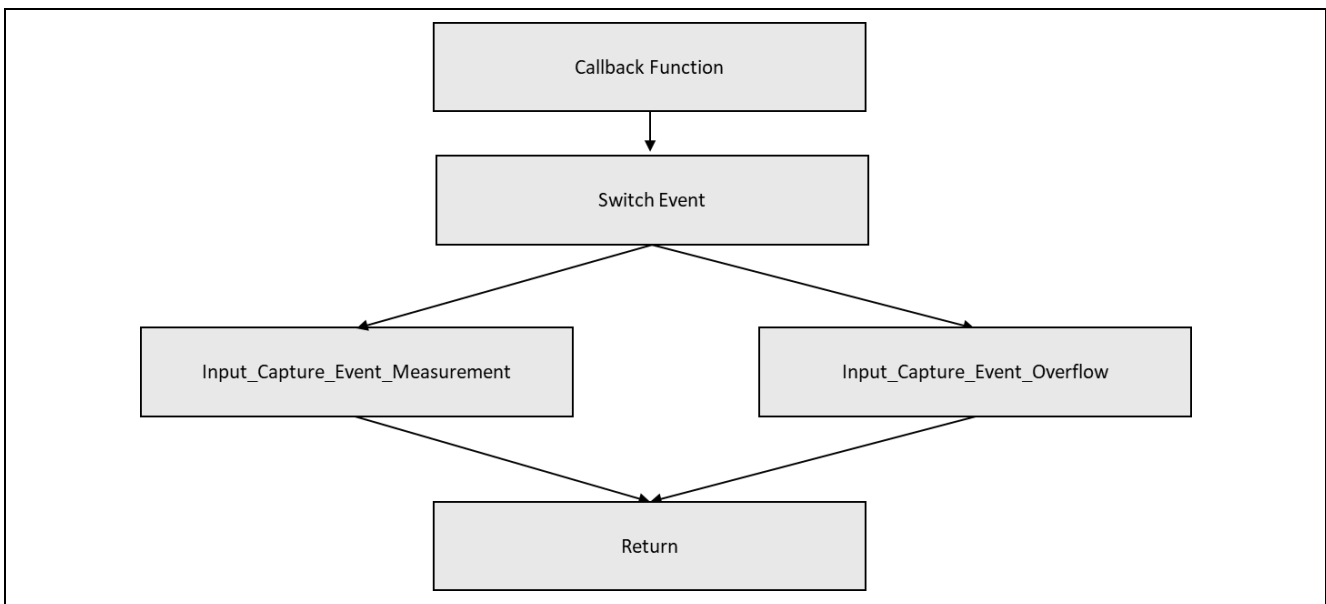 Callback Function
Switch Event
Input_Capture_Event_Measurement
Input_Capture_Event_Overflow
Return